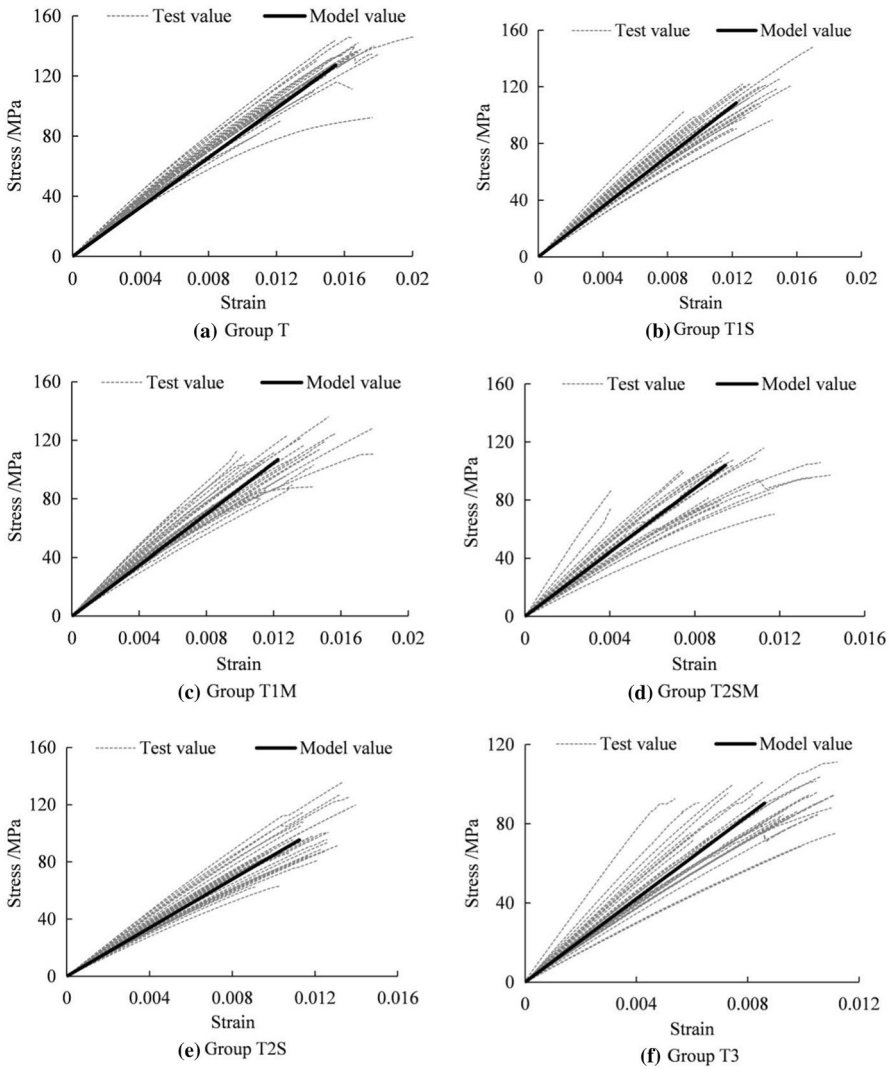 Test value Model value
160
120
80
40
0
Stress /MPa
0 0.004 0.008 0.012 0.016 0.02
Strain
(a) Group T
Test value Model value
160
120
80
40
0
Stress /MPa
0 0.004 0.008 0.012 0.016 0.02
Strain
(b) Group T1S
Test value Model value
160
120
80
40
0
Stress /MPa
0 0.004 0.008 0.012 0.016 0.02
Strain
(c) Group T1M
Test value Model value
160
120
80
40
0
Stress /MPa
0 0.004 0.008 0.012 0.016
Strain
(d) Group T2SM
Test value Model value
160
120
80
40
0
Stress /MPa
0 0.004 0.008 0.012 0.016
Strain
(e) Group T2S
Test value Model value
120
80
40
0
Stress /MPa
0 0.004 0.008 0.012
Strain
(f) Group T3